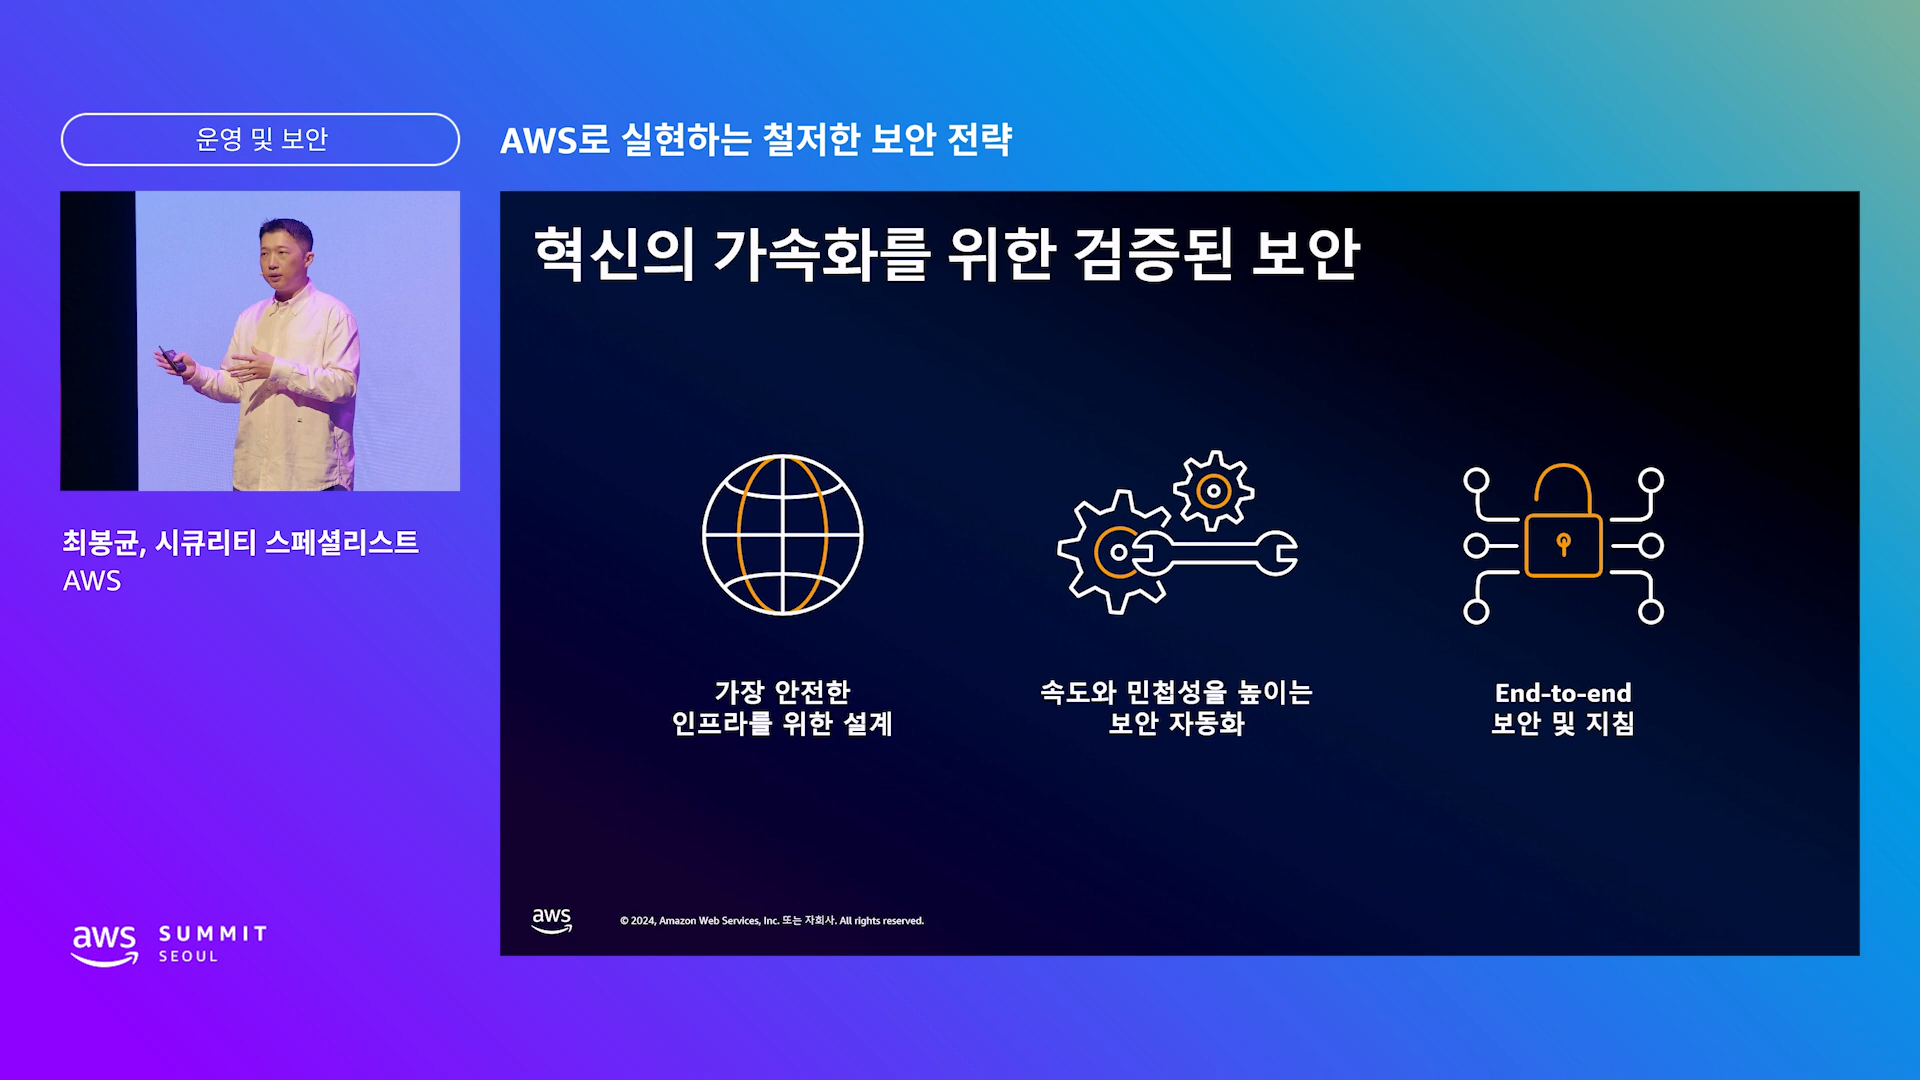 운영 및 보안
AWS로 실현하는 철저한 보안 전략
최봉균, 시큐리티 스페셜리스트
AWS
혁신의 가속화를 위한 검증된 보안
가장 안전한
인프라를 위한 설계
속도와 민첩성을 높이는
보안 자동화
End-to-end
보안 및 지침
aws
© 2024, Amazon Web Services, Inc. 또는 자회사. All rights reserved.
aws SUMMIT
SEOUL